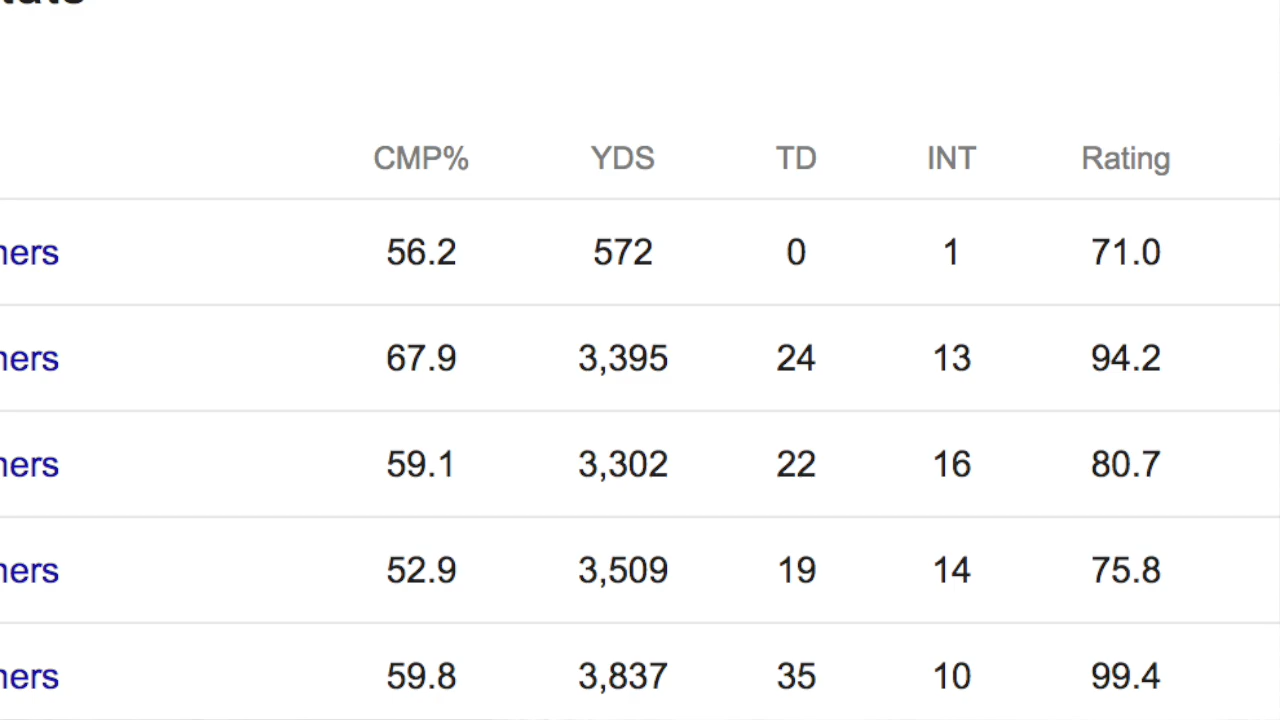 CMP% YDS TD INT Rating
ners 56.2 572 0 1 71.0
ners 67.9 3,395 24 13 94.2
ners 59.1 3,302 22 16 80.7
ners 52.9 3,509 19 14 75.8
ners 59.8 3,837 35 10 99.4